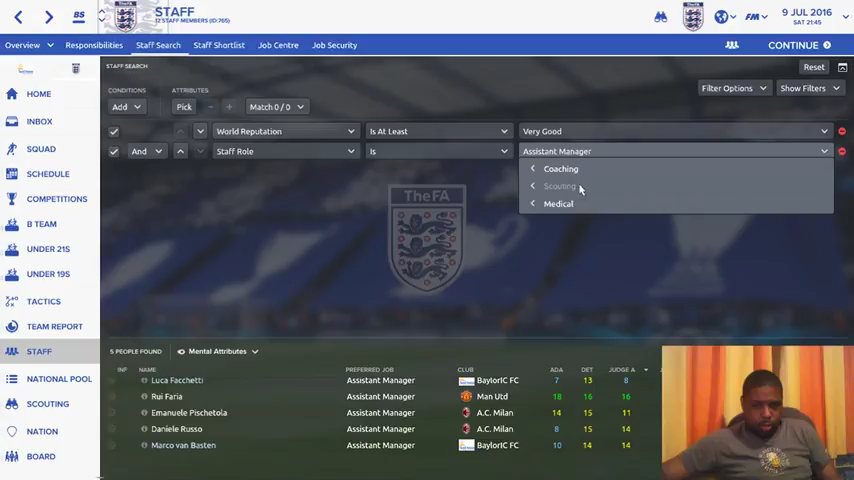 BS
STAFF
12 STAFF MEMBERS (ID:765)
FM
9 JUL 2016
SAT 21:45
Overview
Responsibilities
Staff Search
Staff Shortlist
Job Centre
Job Security
CONTINUE
STAFF SEARCH
Reset
CONDITIONS
ATTRIBUTES
Add
Pick
Match 0 / 0
Filter Options
Show Filters
World Reputation
Is At Least
Very Good
And
Staff Role
Is
Assistant Manager
Coaching
Scouting
Medical
HOME
INBOX
SQUAD
SCHEDULE
COMPETITIONS
B TEAM
UNDER 21S
UNDER 19S
TACTICS
TEAM REPORT
STAFF
NATIONAL POOL
SCOUTING
NATION
BOARD
TheFA
5 PEOPLE FOUND
Mental Attributes
INF NAME PREFERRED JOB CLUB ADA DET JUDGE A
Luca Facchetti Assistant Manager BaylorIC FC 7 13 8
Rui Faria Assistant Manager Man Utd 18 16 16
Emanuele Pischetola Assistant Manager A.C. Milan 14 15 11
Daniele Russo Assistant Manager A.C. Milan 8 15 14
Marco van Basten Assistant Manager BaylorIC FC 10 14 14